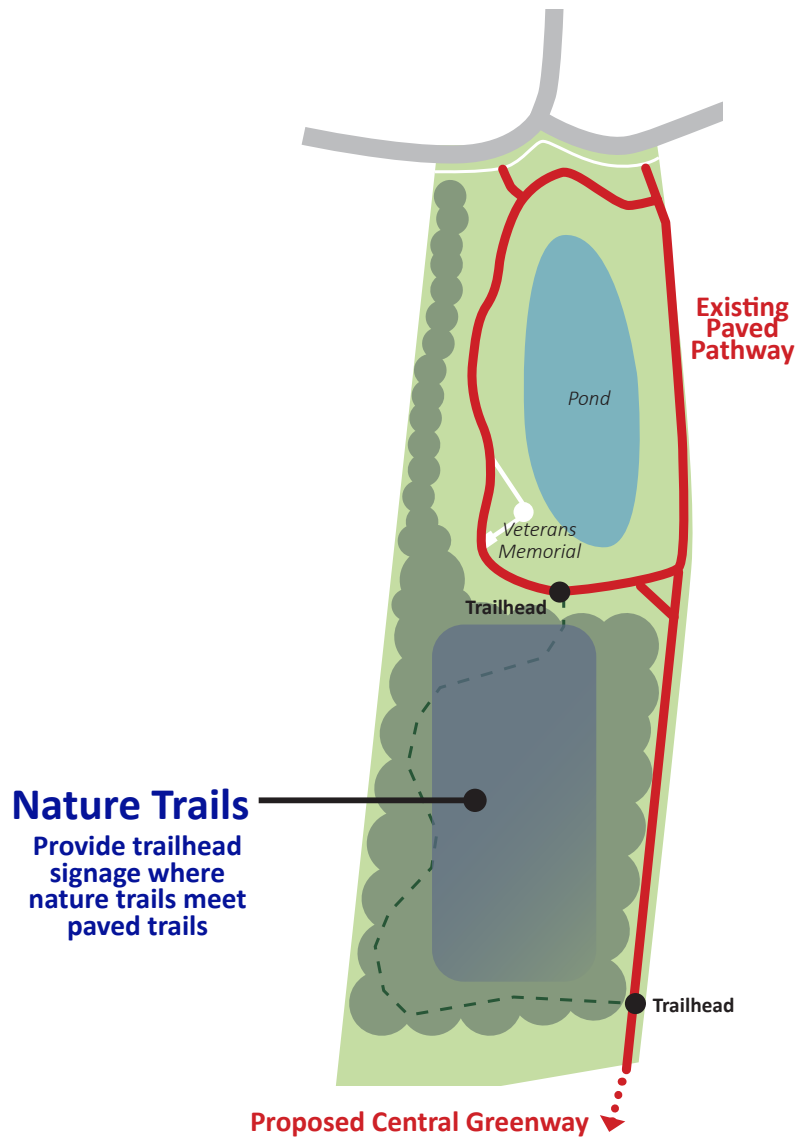 Existing
Paved
Pathway
Pond
Veterans
Memorial
Trailhead
Nature Trails
Provide trailhead
signage where
nature trails meet
paved trails
Trailhead
Proposed Central Greenway